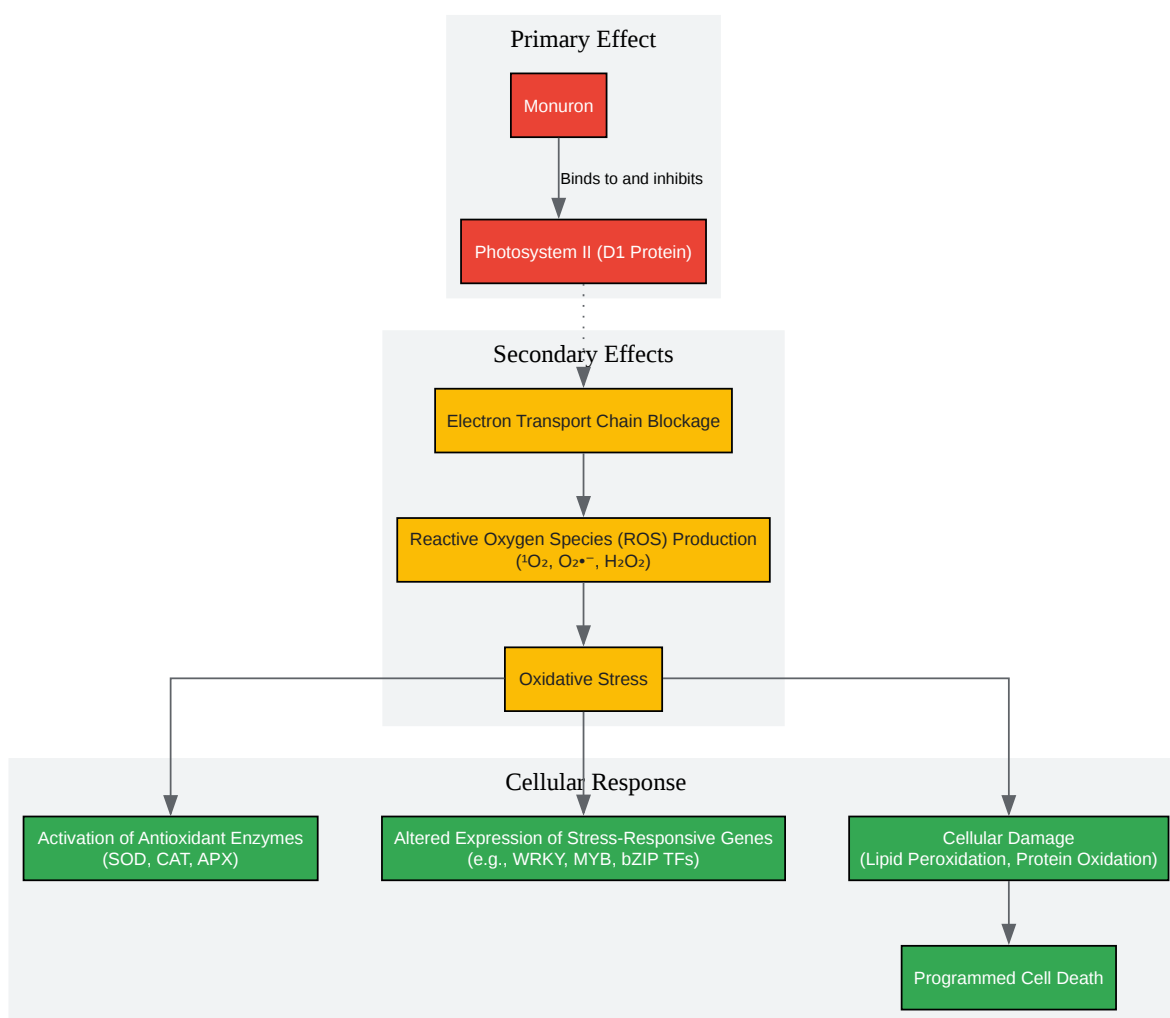 Primary Effect
Monuron
Binds to and inhibits
Photosystem II (D1 Protein)
Secondary Effects
Electron Transport Chain Blockage
Reactive Oxygen Species (ROS) Production
(¹O₂, O₂•⁻, H₂O₂)
Oxidative Stress
Cellular Response
Activation of Antioxidant Enzymes
(SOD, CAT, APX)
Altered Expression of Stress-Responsive Genes
(e.g., WRKY, MYB, bZIP TFs)
Cellular Damage
(Lipid Peroxidation, Protein Oxidation)
Programmed Cell Death